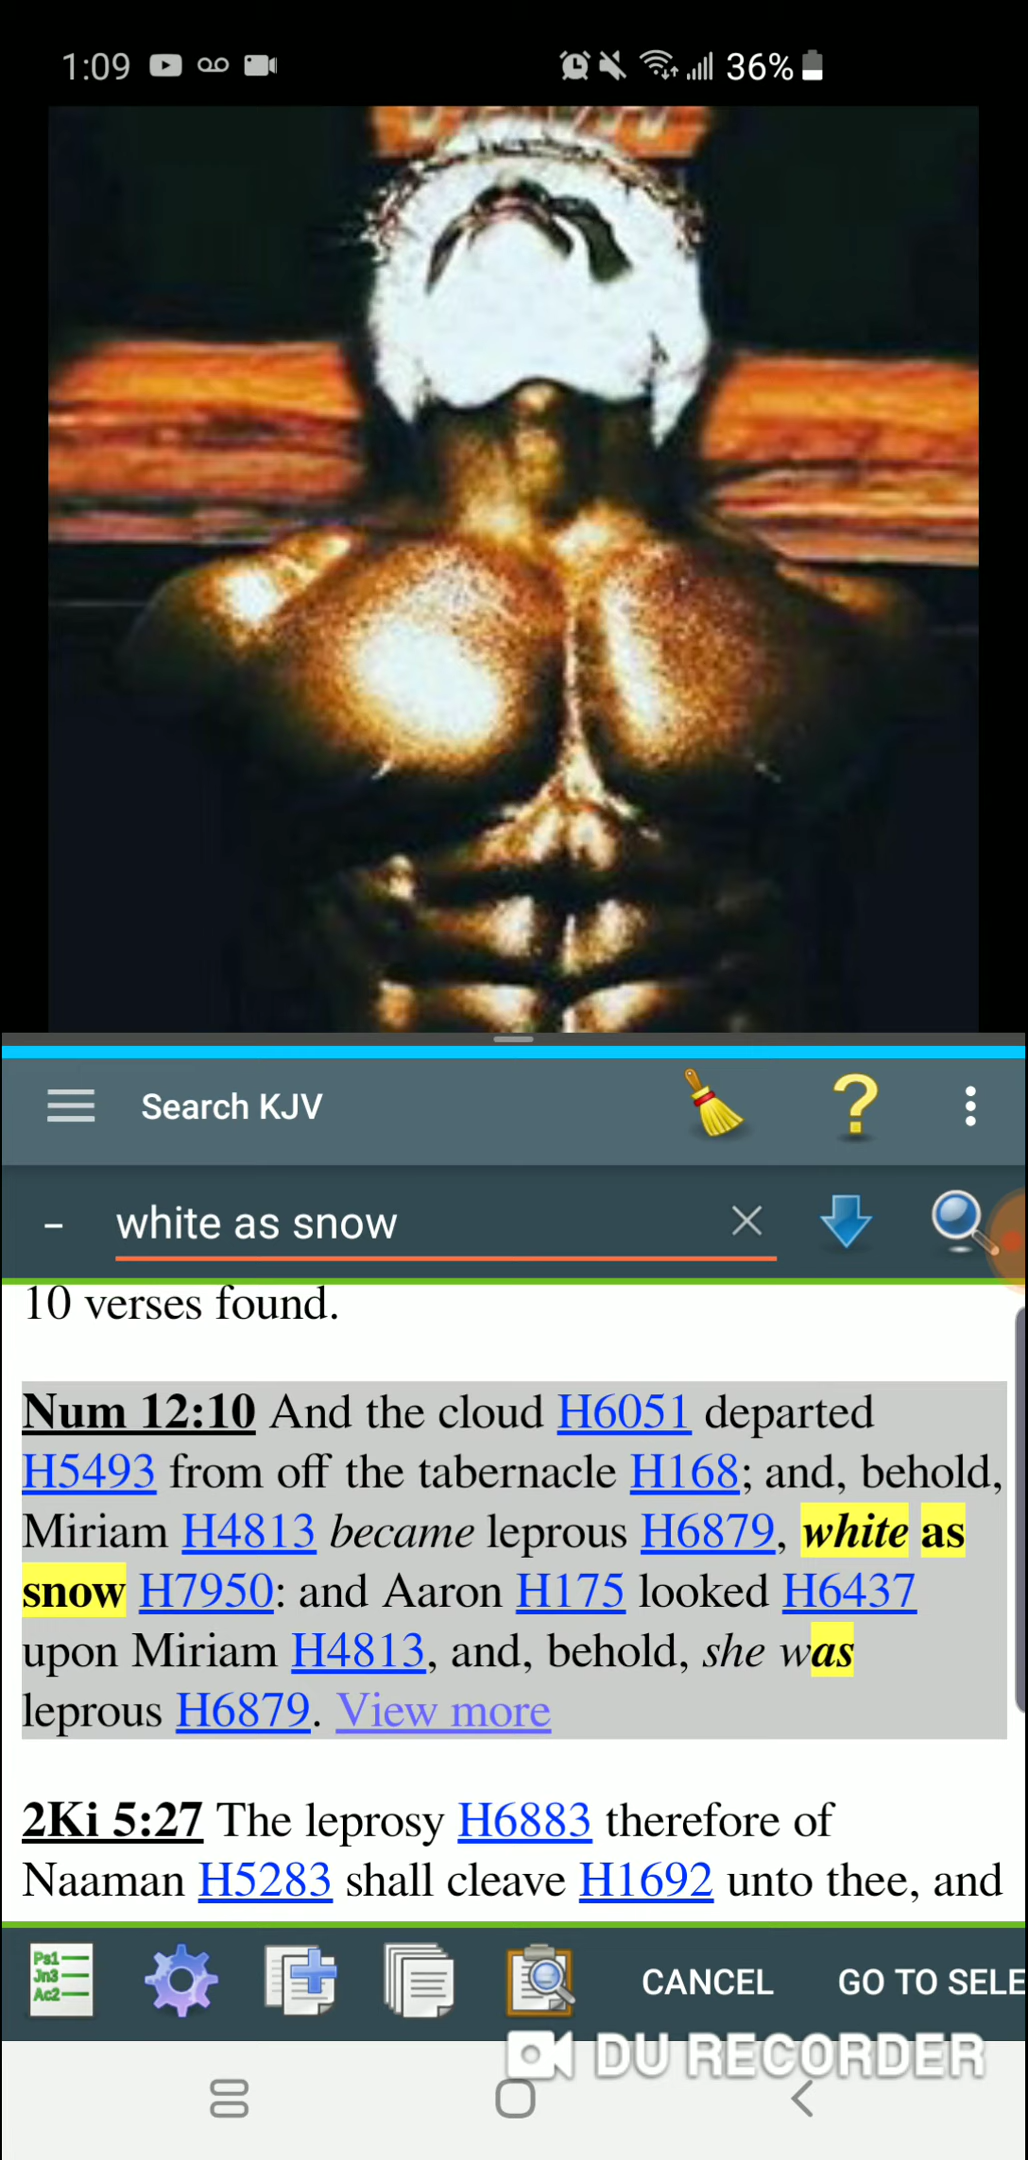 1:09 36%
Search KJV
– white as snow
10 verses found.
Num 12:10 And the cloud H6051 departed
H5493 from off the tabernacle H168; and, behold,
Miriam H4813 became leprous H6879, white as
snow H7950: and Aaron H175 looked H6437
upon Miriam H4813, and, behold, she was
leprous H6879. View more
2Ki 5:27 The leprosy H6883 therefore of
Naaman H5283 shall cleave H1692 unto thee, and
Ps1
Jn3
Ac2
CANCEL GO TO SELE
DU RECORDER